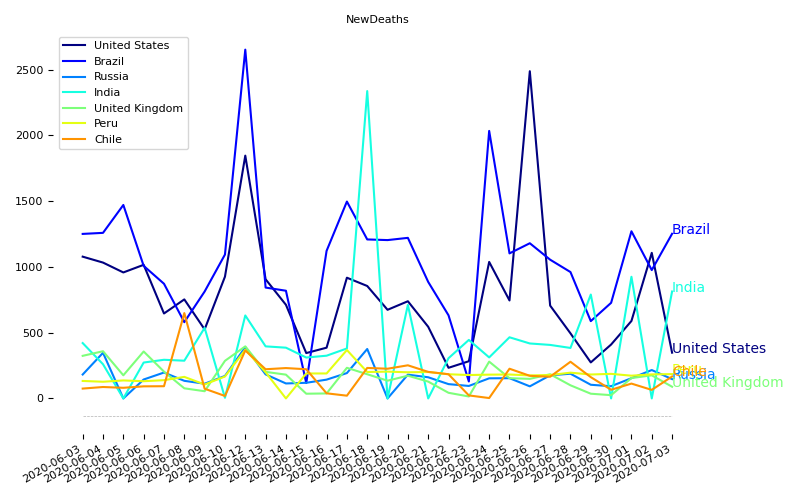 NewDeaths
United States
Brazil
Russia
India
United Kingdom
Peru
Chile
2500
2000
1500
1000
500
0
Brazil
India
United States
Chile
Russia
United Kingdom
2020-06-03
2020-06-04
2020-06-05
2020-06-06
2020-06-07
2020-06-08
2020-06-09
2020-06-10
2020-06-12
2020-06-13
2020-06-14
2020-06-15
2020-06-16
2020-06-17
2020-06-18
2020-06-19
2020-06-20
2020-06-21
2020-06-22
2020-06-23
2020-06-24
2020-06-25
2020-06-26
2020-06-27
2020-06-28
2020-06-29
2020-06-30
2020-07-01
2020-07-02
2020-07-03